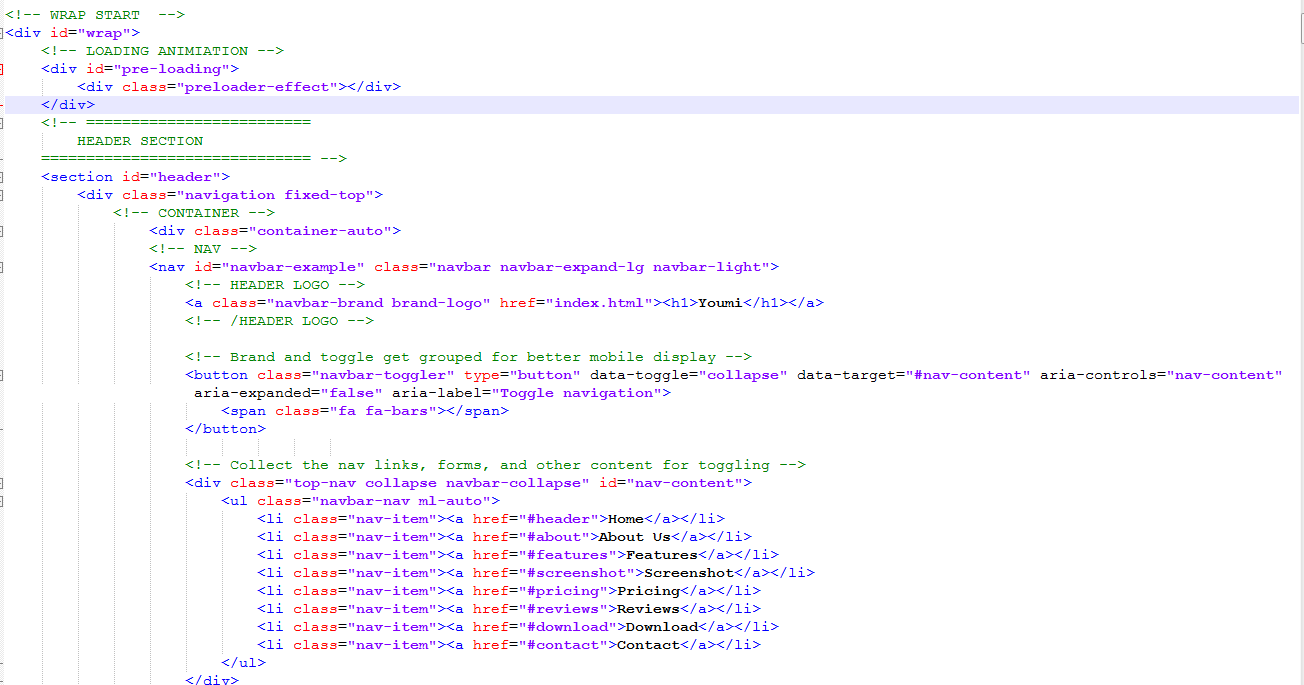 <!-- WRAP START  -->
<div id="wrap">
<!-- LOADING ANIMIATION -->
<div id="pre-loading">
<div class="preloader-effect"></div>
</div>
<!-- =========================
HEADER SECTION
============================== -->
<section id="header">
<div class="navigation fixed-top">
<!-- CONTAINER -->
<div class="container-auto">
<!-- NAV -->
<nav id="navbar-example" class="navbar navbar-expand-lg navbar-light">
<!-- HEADER LOGO -->
<a class="navbar-brand brand-logo" href="index.html"><h1>Youmi</h1></a>
<!-- /HEADER LOGO -->
<!-- Brand and toggle get grouped for better mobile display -->
<button class="navbar-toggler" type="button" data-toggle="collapse" data-target="#nav-content" aria-controls="nav-content"
aria-expanded="false" aria-label="Toggle navigation">
<span class="fa fa-bars"></span>
</button>
<!-- Collect the nav links, forms, and other content for toggling -->
<div class="top-nav collapse navbar-collapse" id="nav-content">
<ul class="navbar-nav ml-auto">
<li class="nav-item"><a href="#header">Home</a></li>
<li class="nav-item"><a href="#about">About Us</a></li>
<li class="nav-item"><a href="#features">Features</a></li>
<li class="nav-item"><a href="#screenshot">Screenshot</a></li>
<li class="nav-item"><a href="#pricing">Pricing</a></li>
<li class="nav-item"><a href="#reviews">Reviews</a></li>
<li class="nav-item"><a href="#download">Download</a></li>
<li class="nav-item"><a href="#contact">Contact</a></li>
</ul>
</div>